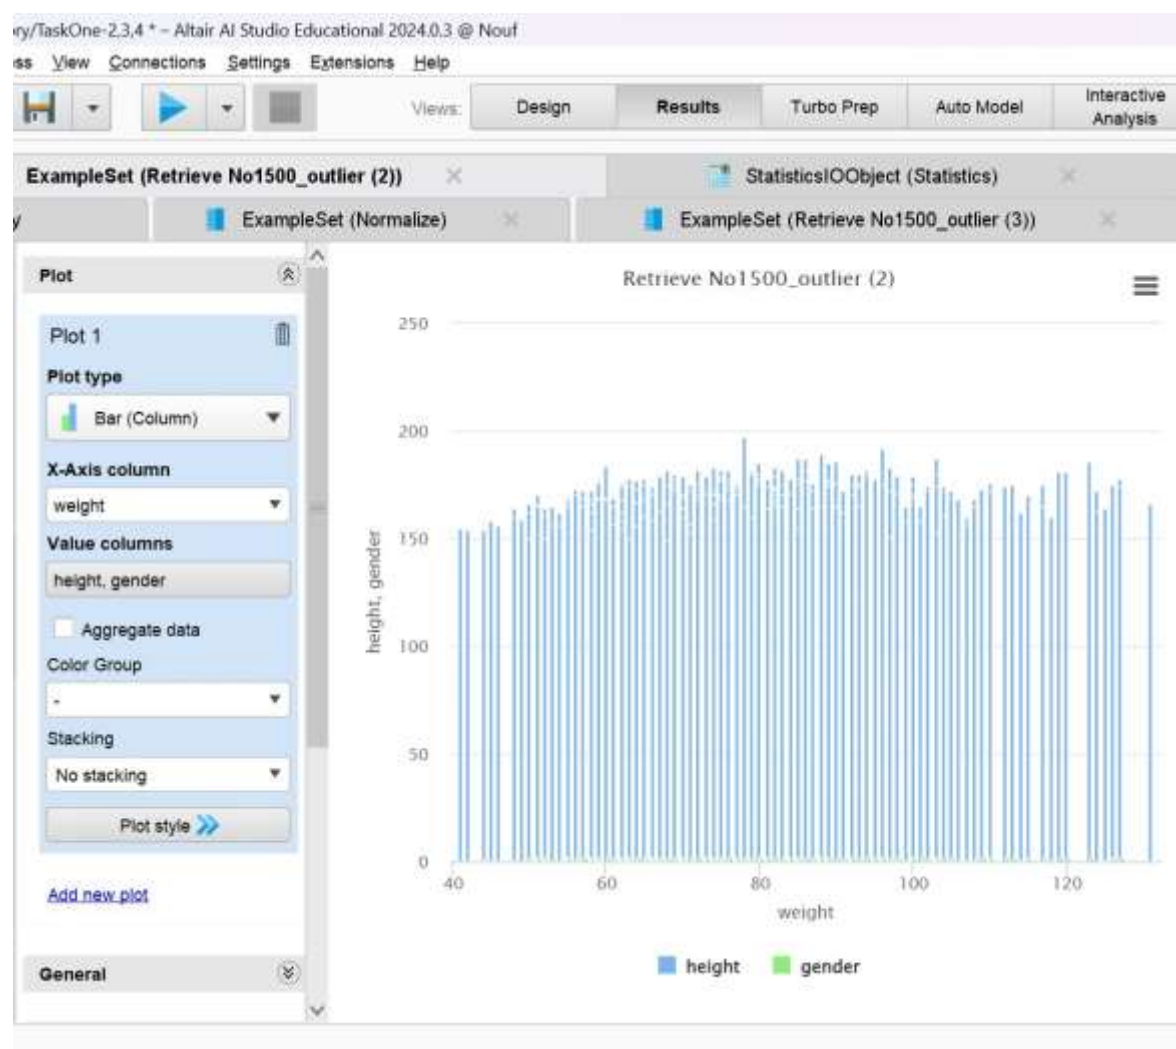 ory/TaskOne-2,3,4 * – Altair AI Studio Educational 2024.0.3 @ Nouf
ss View Connections Settings Extensions Help
Views: Design Results Turbo Prep Auto Model Interactive Analysis
ExampleSet (Retrieve No1500_outlier (2)) StatisticsIOObject (Statistics)
y ExampleSet (Normalize) ExampleSet (Retrieve No1500_outlier (3))
Plot
Plot 1
Plot type
Bar (Column)
X-Axis column
weight
Value columns
height, gender
Aggregate data
Color Group
-
Stacking
No stacking
Plot style
Add new plot
General
Retrieve No1500_outlier (2)
250
200
150
100
50
0
height, gender
40 60 80 100 120
weight
height gender